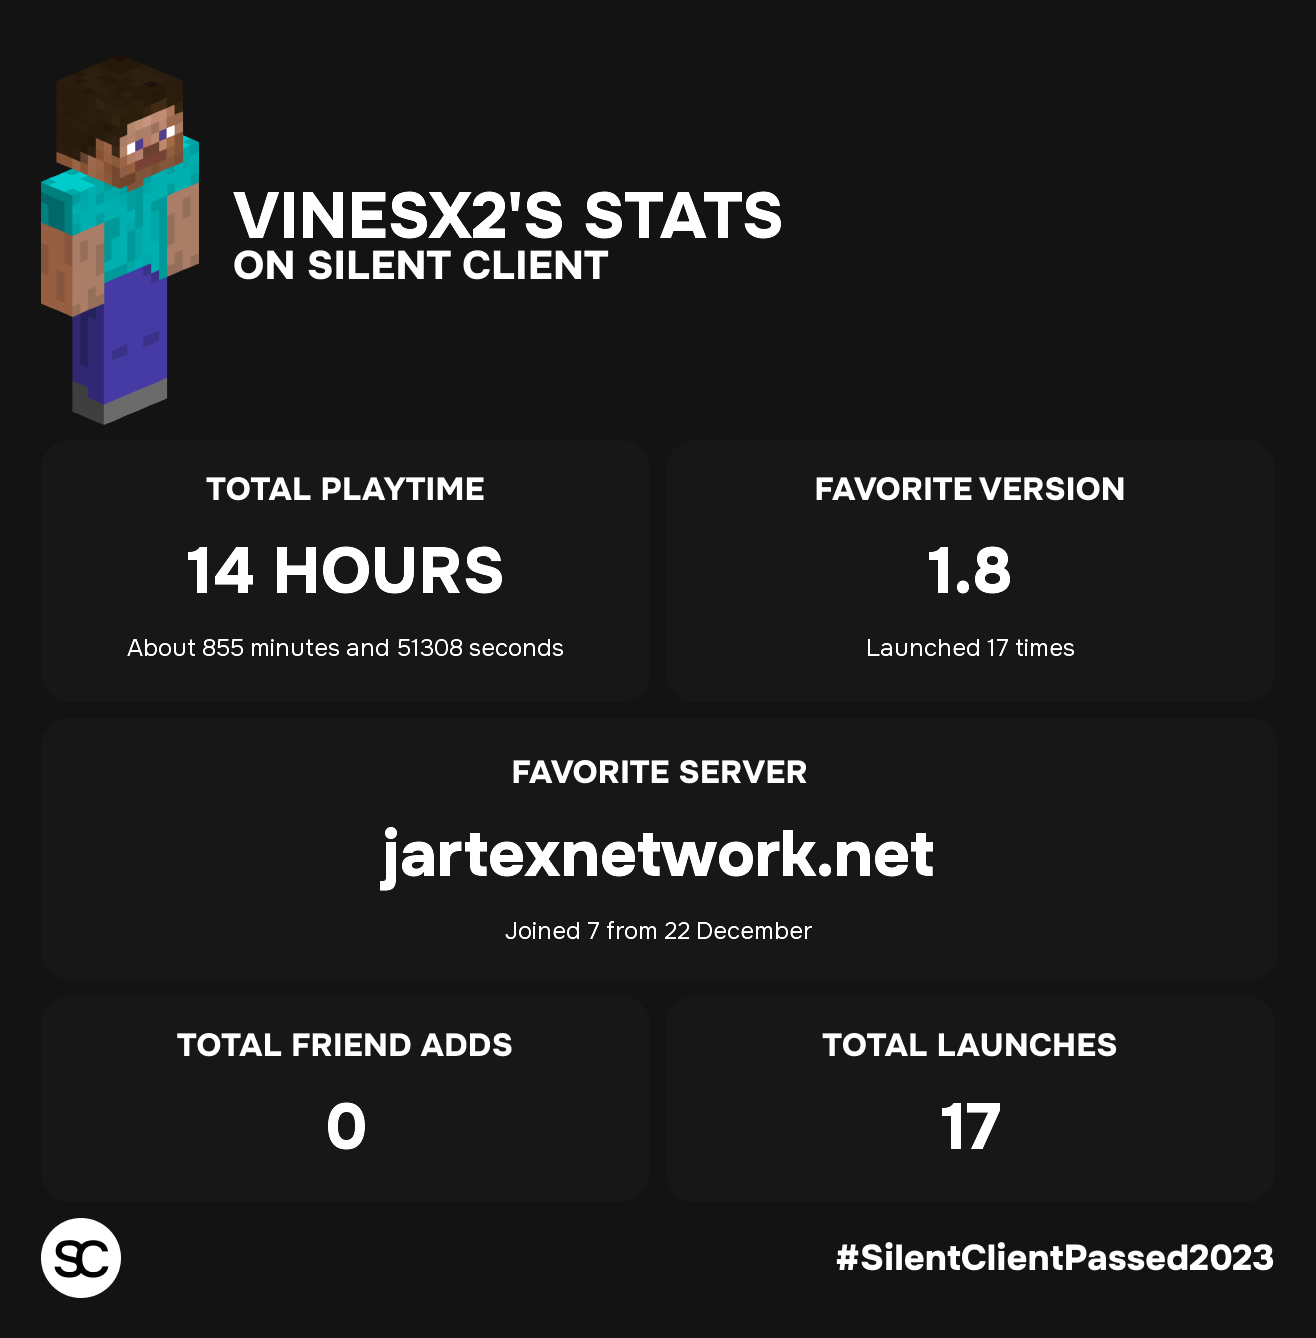 VINESX2'S STATS
ON SILENT CLIENT
TOTAL PLAYTIME
14 HOURS
About 855 minutes and 51308 seconds
FAVORITE VERSION
1.8
Launched 17 times
FAVORITE SERVER
jartexnetwork.net
Joined 7 from 22 December
TOTAL FRIEND ADDS
0
TOTAL LAUNCHES
17
SC
#SilentClientPassed2023